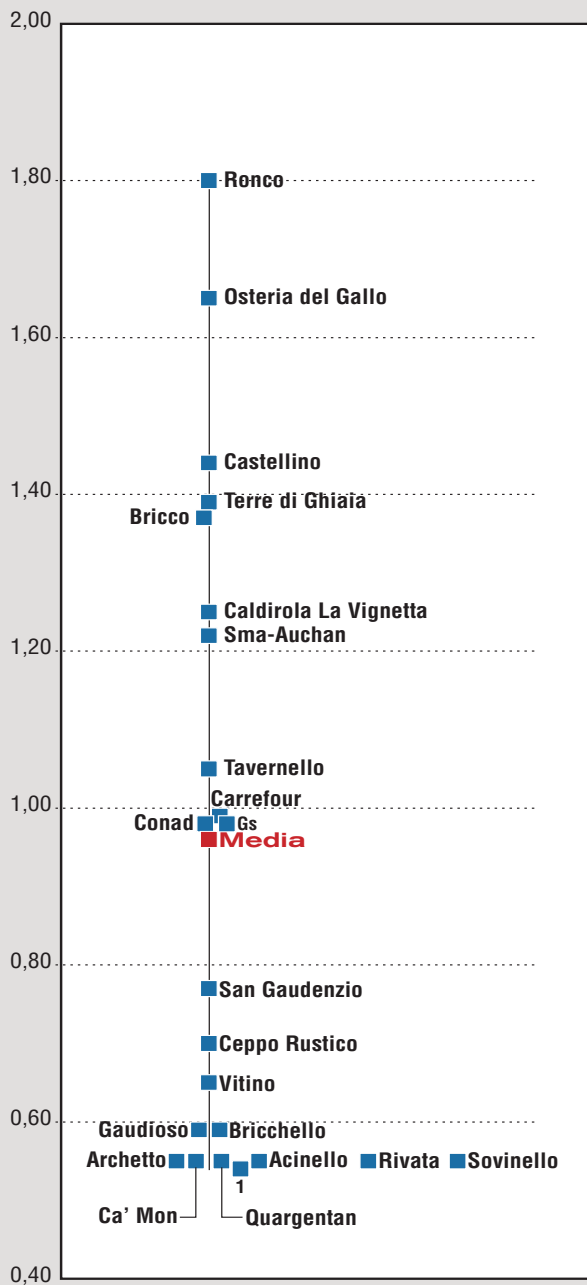 2,00
1,80
Ronco
Osteria del Gallo
1,60
Castellino
1,40
Terre di Ghiaia
Bricco
Caldirola La Vignetta
Sma-Auchan
1,20
Tavernello
1,00
Carrefour
Conad
Gs
Media
0,80
San Gaudenzio
Ceppo Rustico
Vitino
0,60
Gaudioso
Bricchello
Archetto
Acinello
Rivata
Sovinello
1
Ca' Mon
Quargentan
0,40